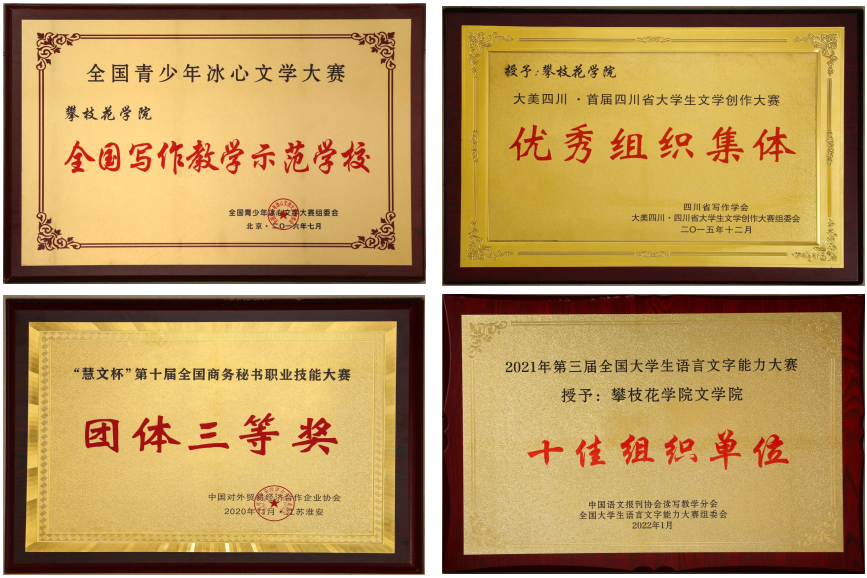 全国青少年冰心文学大赛
攀枝花学院
全国写作教学示范学校
全国青少年冰心文学大赛组委会
北京·二〇一六年七月
授予:攀枝花学院
大美四川·首届四川省大学生文学创作大赛
优秀组织集体
四川省写作学会
大美四川·四川省大学生文学创作大赛组委会
二〇一五年十二月
“慧文杯”第十届全国商务秘书职业技能大赛
团体三等奖
中国对外贸易经济合作企业协会
2020年11月·江苏淮安
2021年第三届全国大学生语言文字能力大赛
授予：攀枝花学院文学院
十佳组织单位
中国语文报刊协会读写教学分会
全国大学生语言文字能力大赛组委会
2022年1月